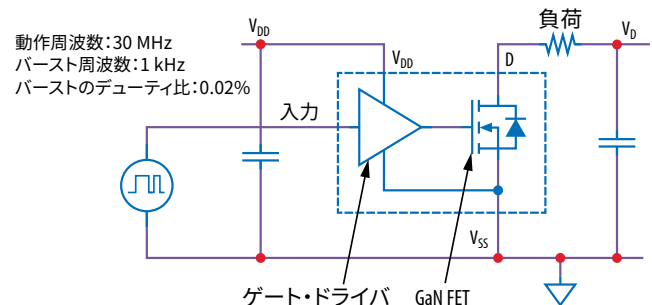 動作周波数：30 MHz
バースト周波数：1 kHz
バーストのデューティ比：0.02%
V_DD
V_DD
負荷
V_D
D
入力
V_SS
ゲート・ドライバ
GaN FET